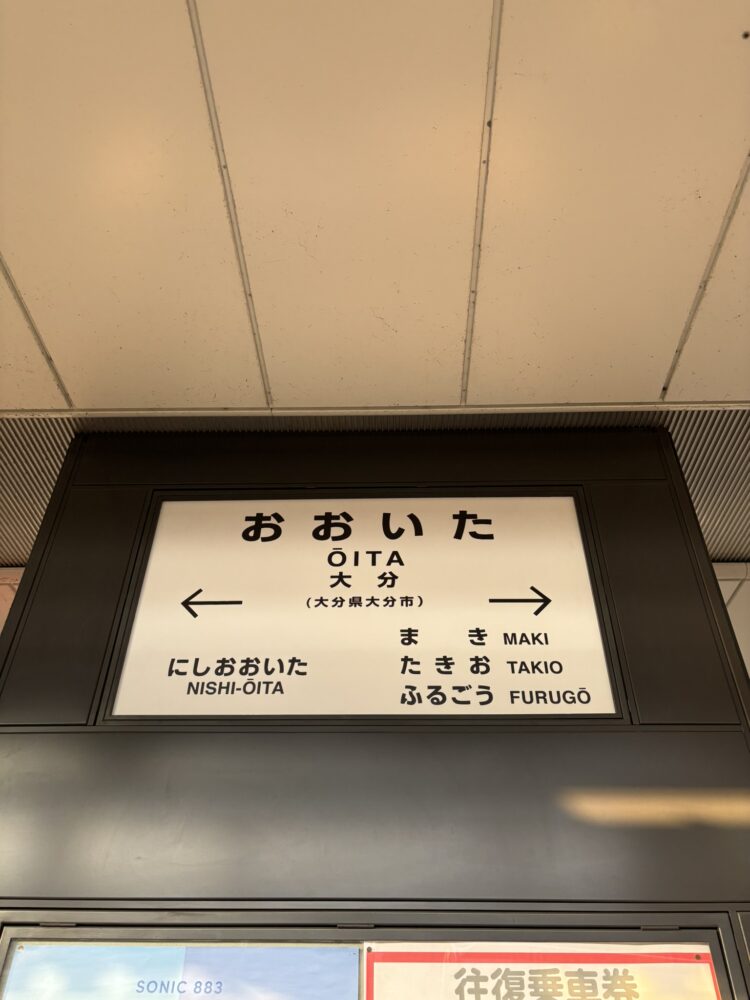 おおいた
ŌITA
大分
(大分県大分市)
← →
にしおおいた
NISHI-ŌITA
まき MAKI
たきお TAKIO
ふるごう FURUGŌ
SONIC 883
往復乗車券